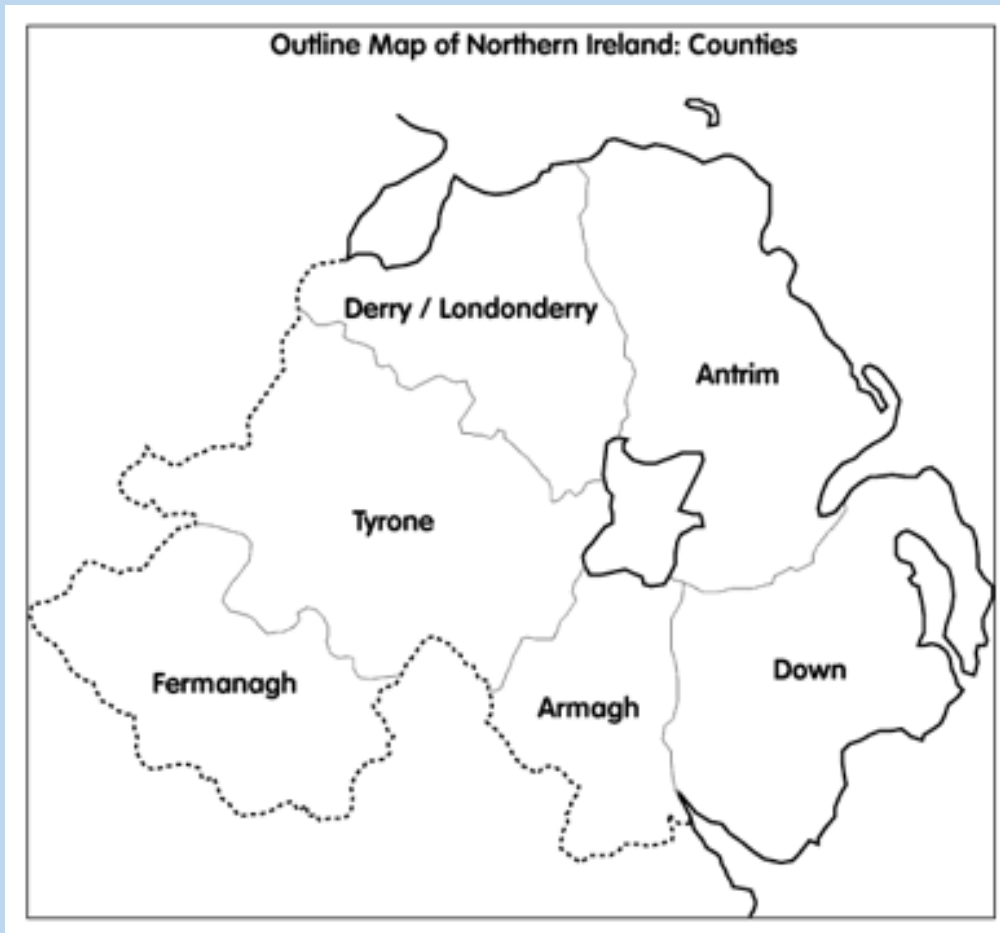 Outline Map of Northern Ireland: Counties
Derry / Londonderry
Antrim
Tyrone
Fermanagh
Armagh
Down